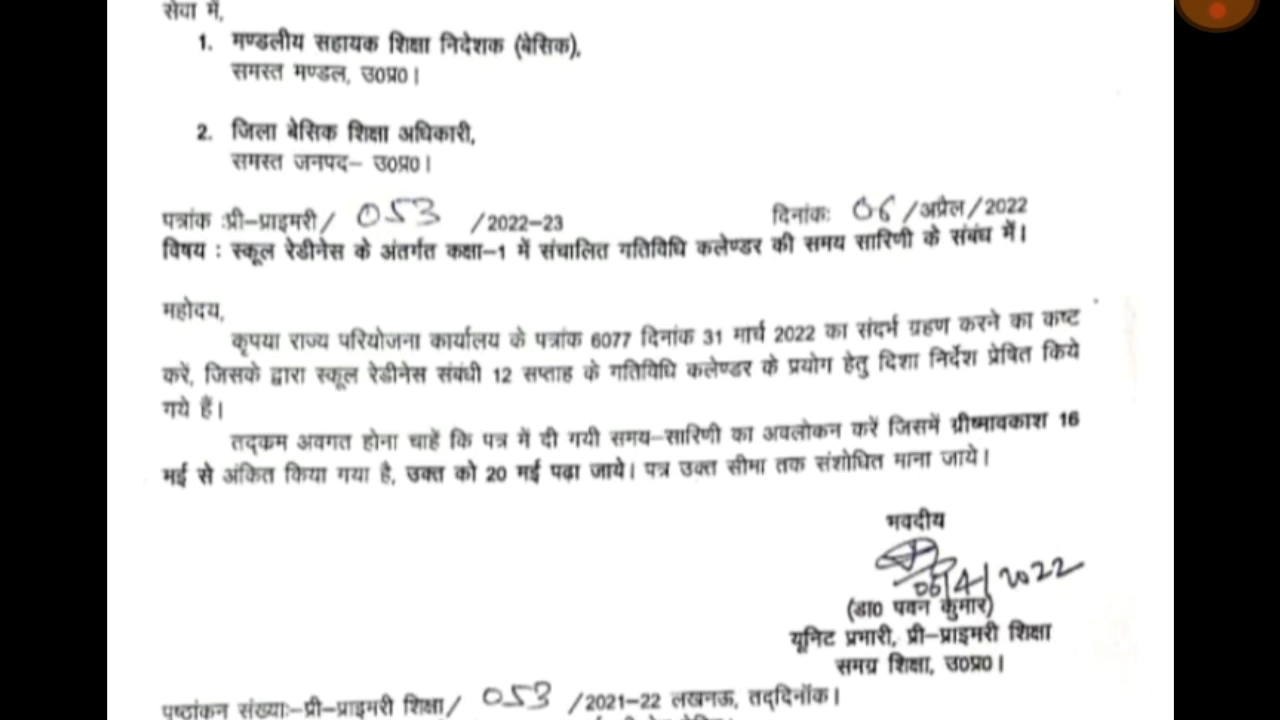 सेवा में,
1. मण्डलीय सहायक शिक्षा निदेशक (बेसिक),
समस्त मण्डल, उ0प्र0।
2. जिला बेसिक शिक्षा अधिकारी,
समस्त जनपद– उ0प्र0।
पत्रांक :प्री–प्राइमरी/ 053 /2022–23 दिनांकः 06 /अप्रैल/2022
विषय : स्कूल रेडीनेस के अंतर्गत कक्षा–1 में संचालित गतिविधि कलेण्डर की समय सारिणी के संबंध में।
महोदय,
कृपया राज्य परियोजना कार्यालय के पत्रांक 6077 दिनांक 31 मार्च 2022 का संदर्भ ग्रहण करने का कष्ट
करें, जिसके द्वारा स्कूल रेडीनेस संबंधी 12 सप्ताह के गतिविधि कलेण्डर के प्रयोग हेतु दिशा निर्देश प्रेषित किये
गये हैं।
तद्क्रम अवगत होना चाहें कि पत्र में दी गयी समय–सारिणी का अवलोकन करें जिसमें ग्रीष्मावकाश 16
मई से अंकित किया गया है, उक्त को 20 मई पढ़ा जाये। पत्र उक्त सीमा तक संशोधित माना जाये।
भवदीय
06/4/2022
(डा0 पवन कुमार)
यूनिट प्रभारी, प्री–प्राइमरी शिक्षा
समग्र शिक्षा, उ0प्र0।
पृष्ठांकन संख्याः–प्री–प्राइमरी शिक्षा/ 053 /2021–22 लखनऊ, तद्दिनॉक।